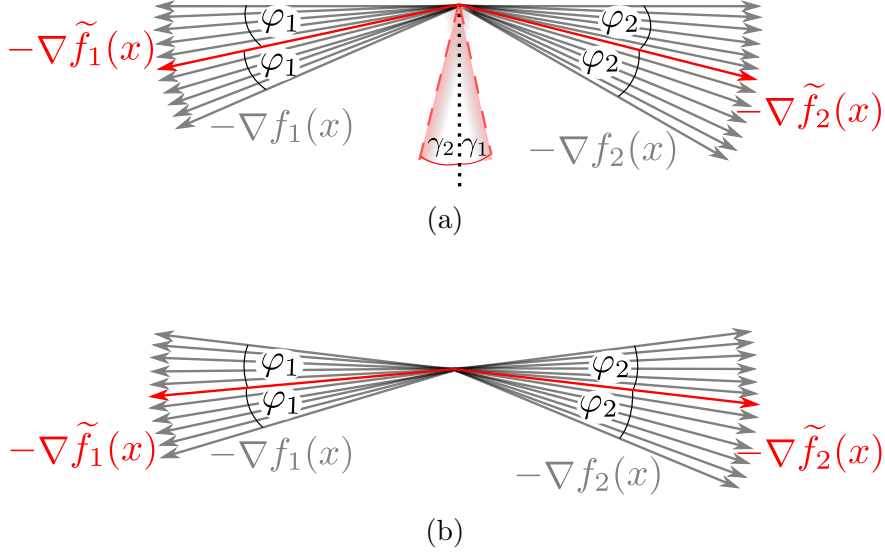 φ₁ φ₂
−∇f̃₁(x) φ₁ φ₂
−∇f̃₂(x)
−∇f₁(x) γ₂ γ₁ −∇f₂(x)
(a)
φ₁ φ₂
φ₁ φ₂
−∇f̃₁(x) −∇f₁(x) −∇f₂(x) −∇f̃₂(x)
(b)